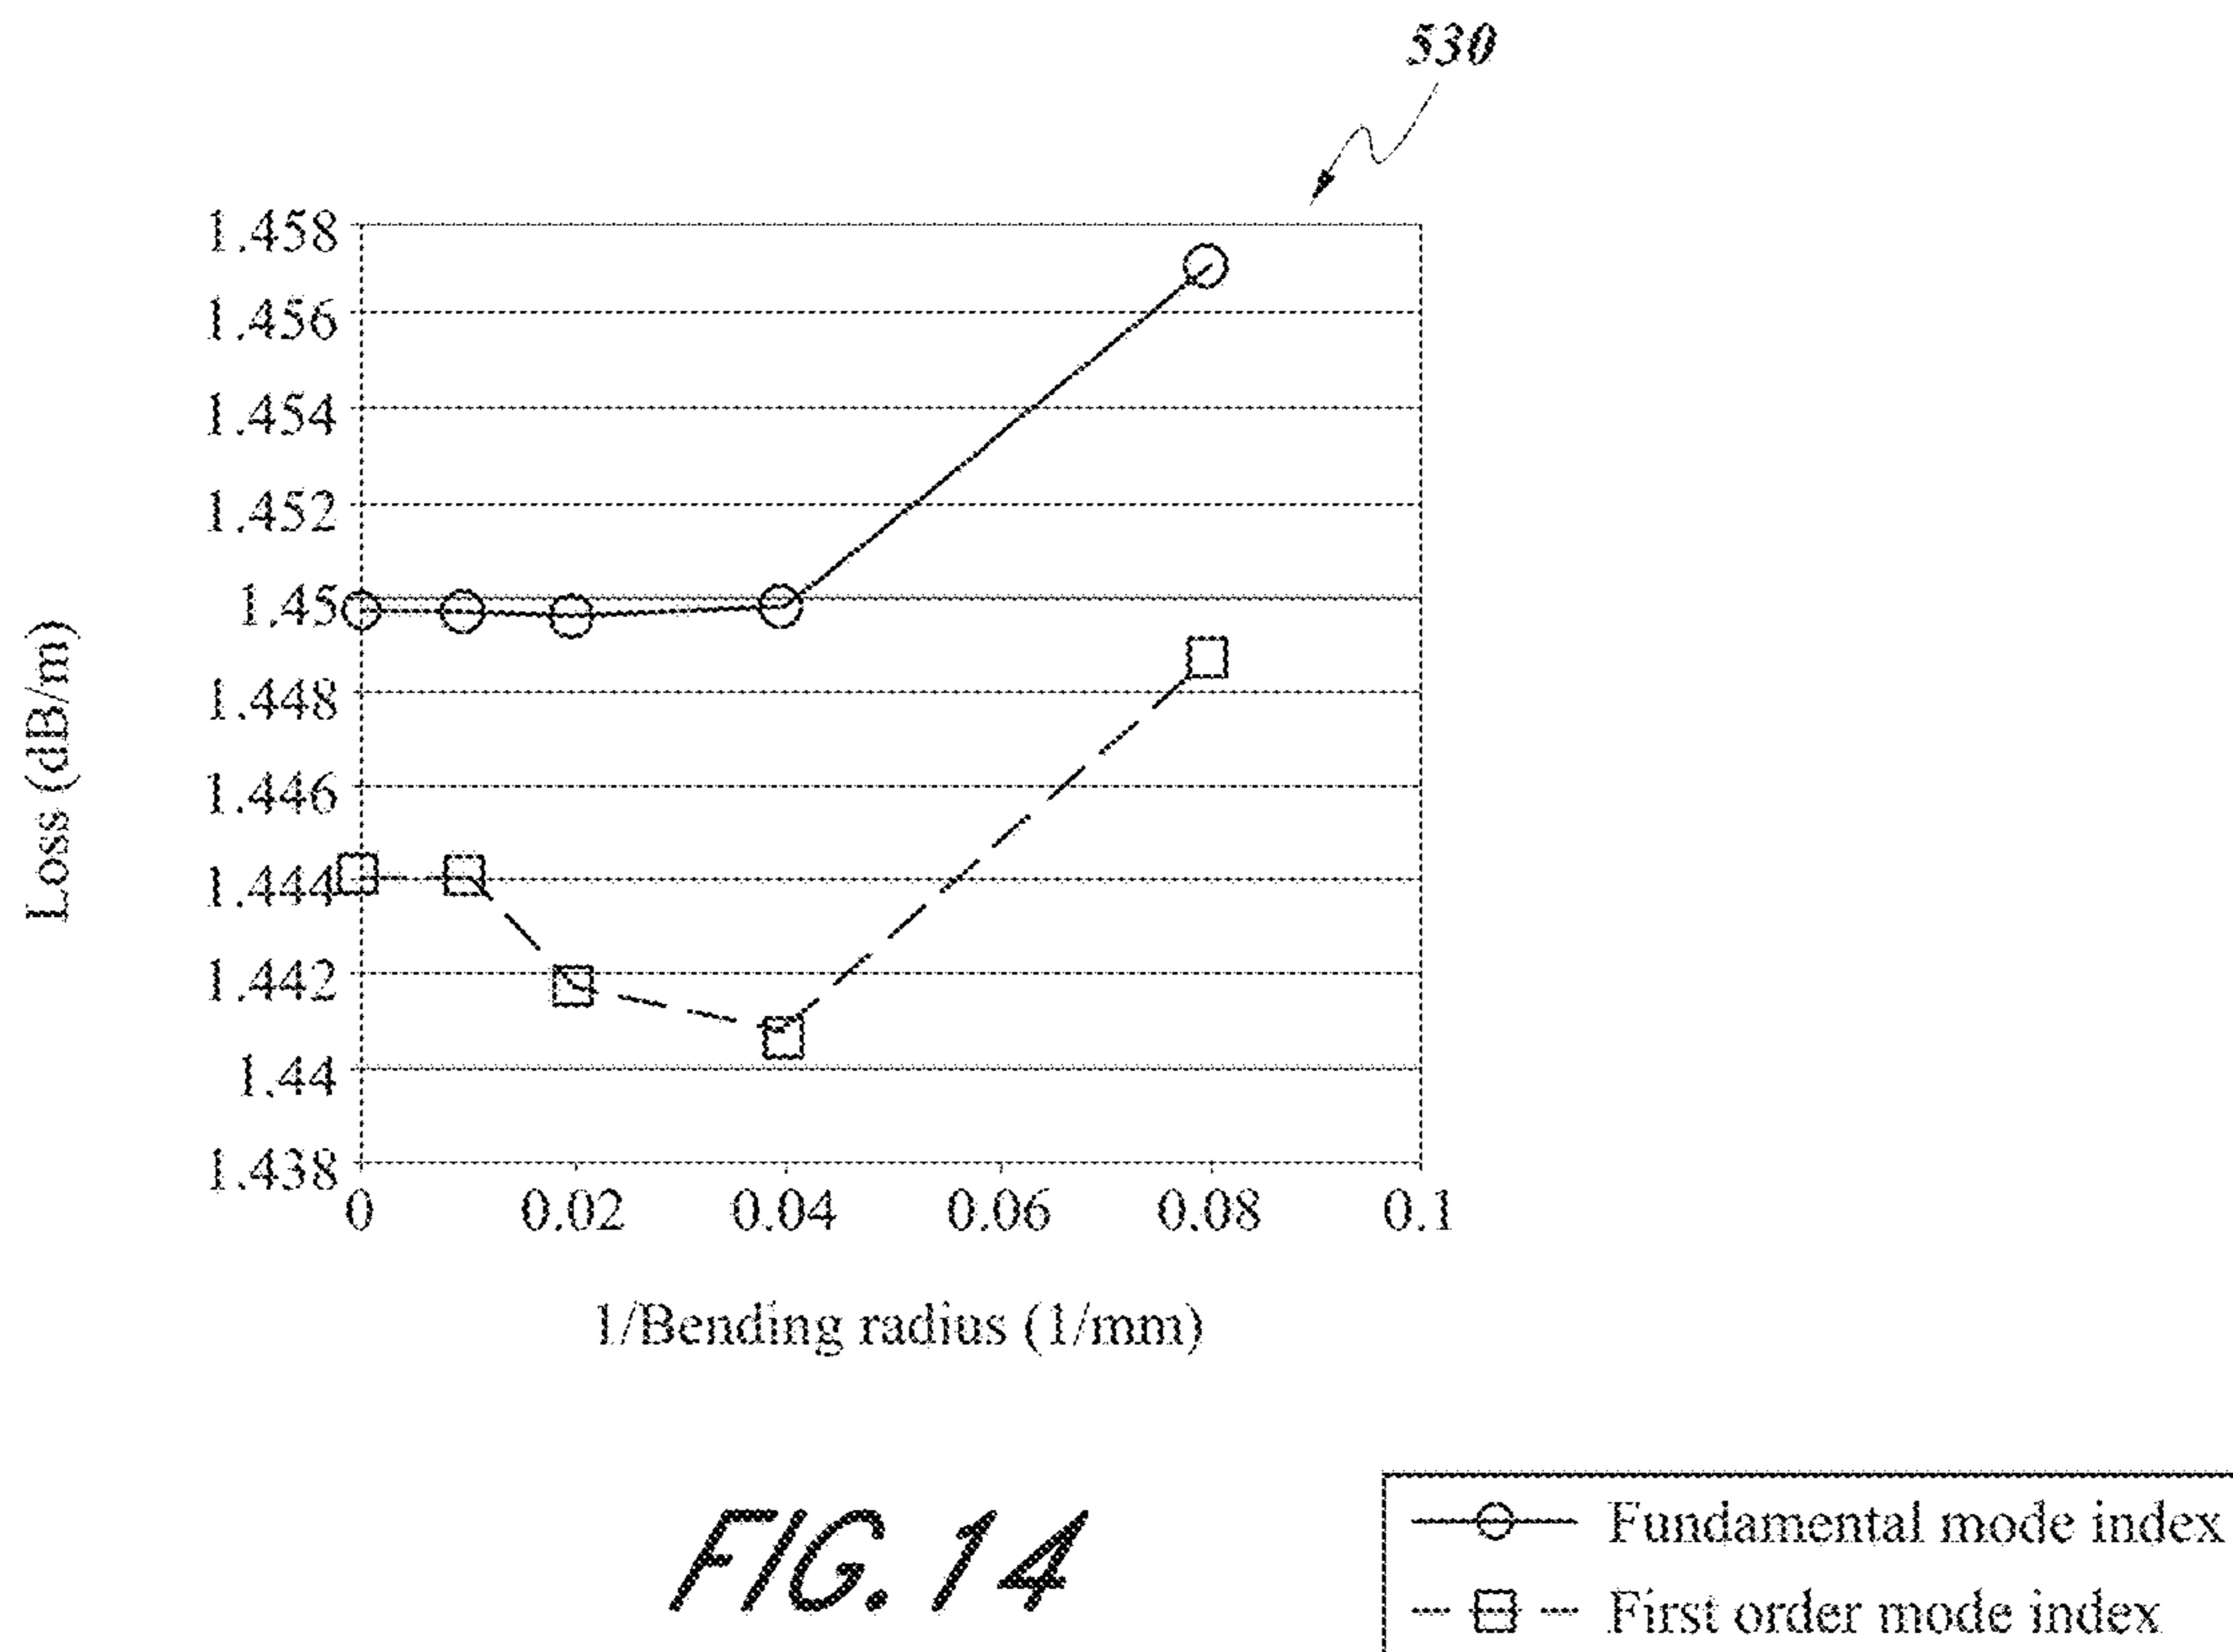 530
1.458
1.456
1.454
1.452
1.45
1.448
1.446
1.444
1.442
1.44
1.438
Loss (dB/m)
0 0.02 0.04 0.06 0.08 0.1
1/Bending radius (1/mm)
FIG. 14
Fundamental mode index
First order mode index